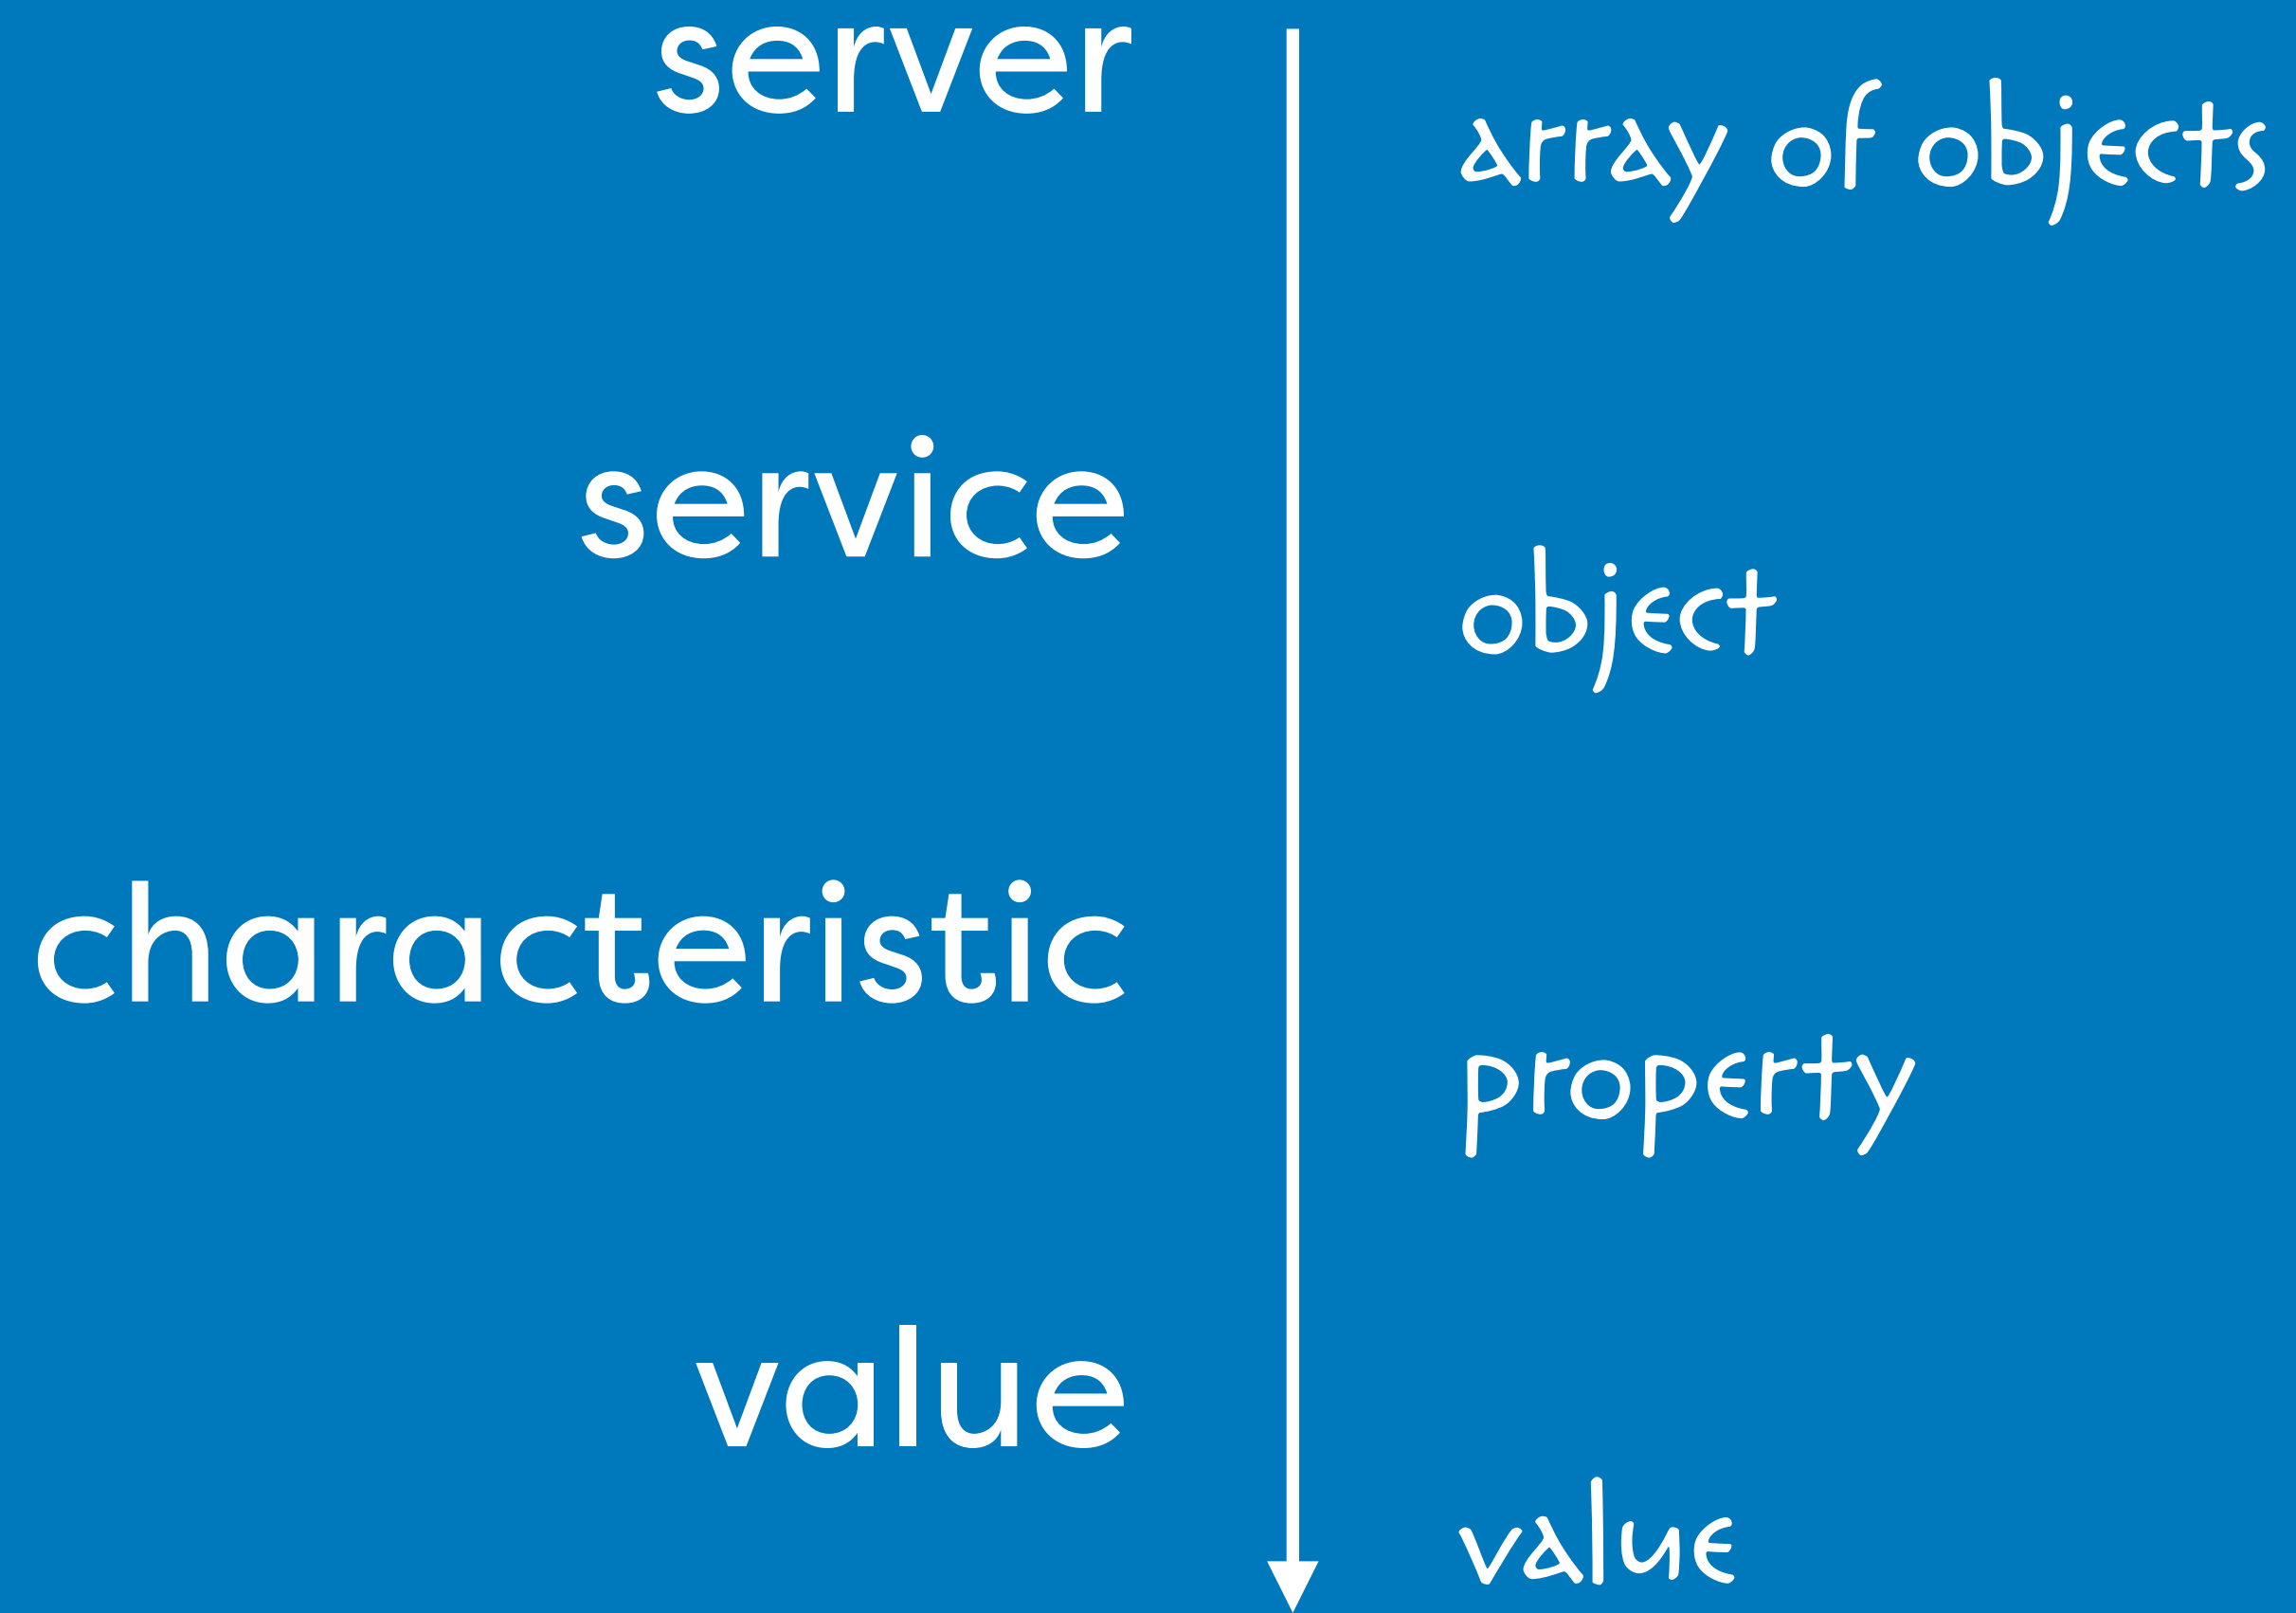 server
array of objects
service
object
characteristic
property
value
value